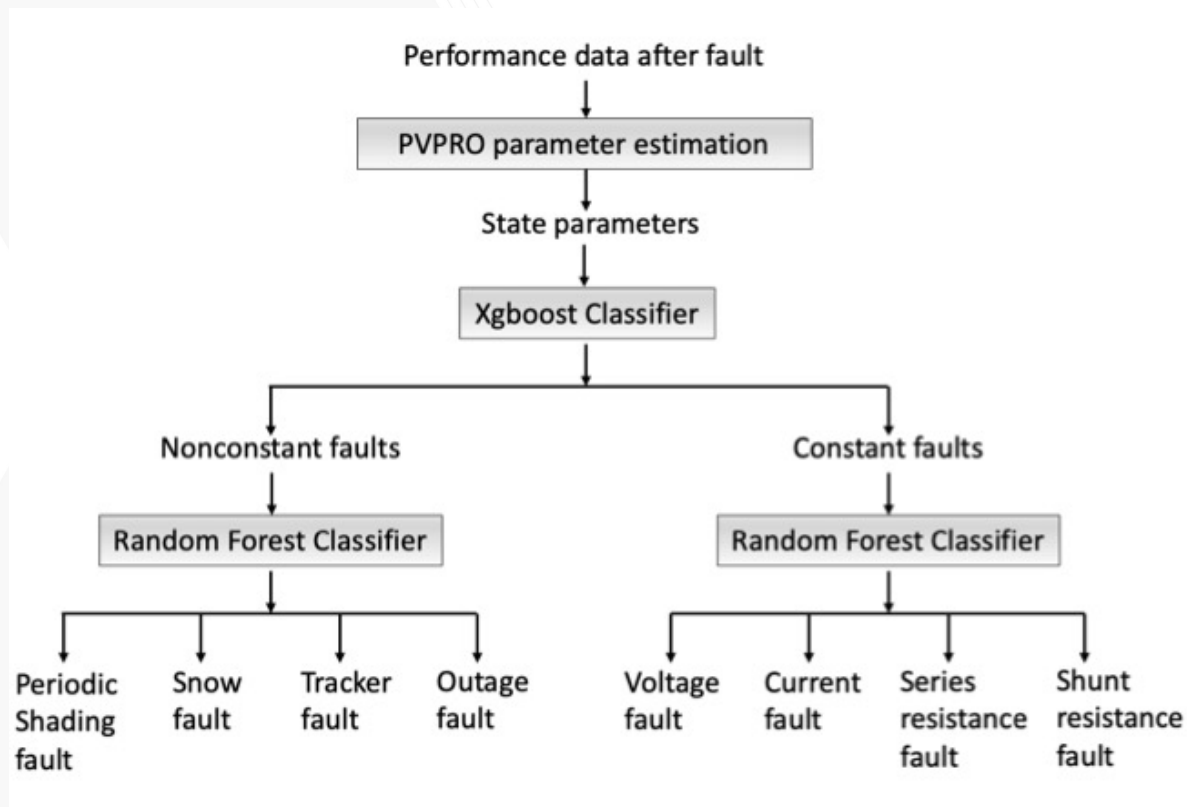 Performance data after fault
PVPRO parameter estimation
State parameters
Xgboost Classifier
Nonconstant faults
Constant faults
Random Forest Classifier
Random Forest Classifier
Periodic
Shading
fault
Snow
fault
Tracker
fault
Outage
fault
Voltage
fault
Current
fault
Series
resistance
fault
Shunt
resistance
fault